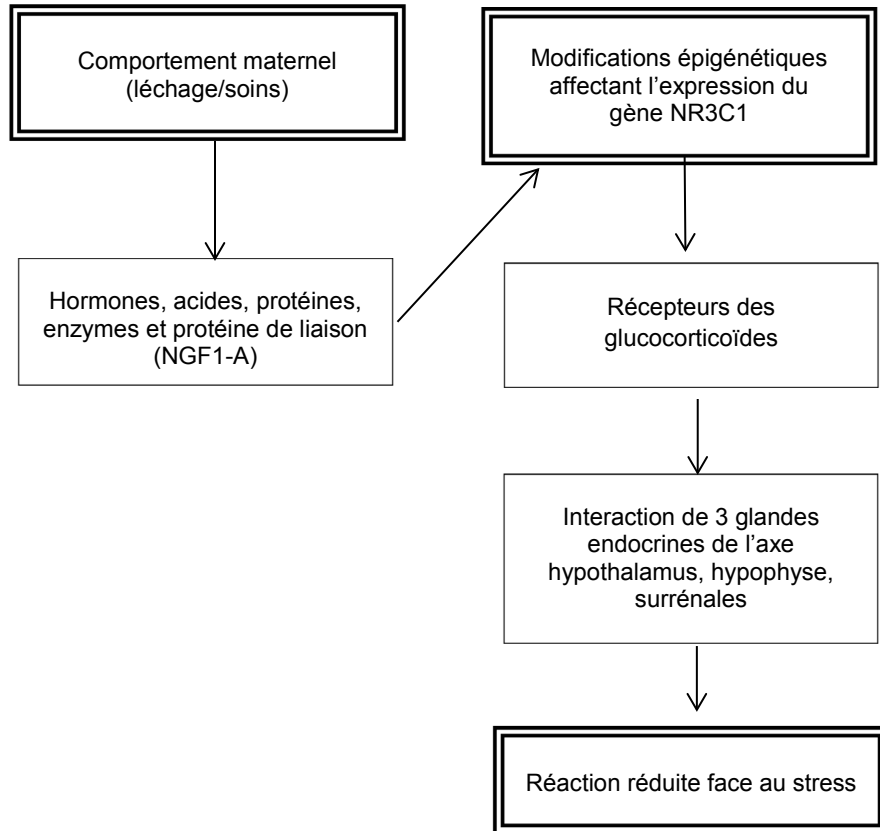 Comportement maternel
(léchage/soins)
Hormones, acides, protéines,
enzymes et protéine de liaison
(NGF1-A)
Modifications épigénétiques
affectant l’expression du
gène NR3C1
Récepteurs des
glucocorticoïdes
Interaction de 3 glandes
endocrines de l’axe
hypothalamus, hypophyse,
surrénales
Réaction réduite face au stress